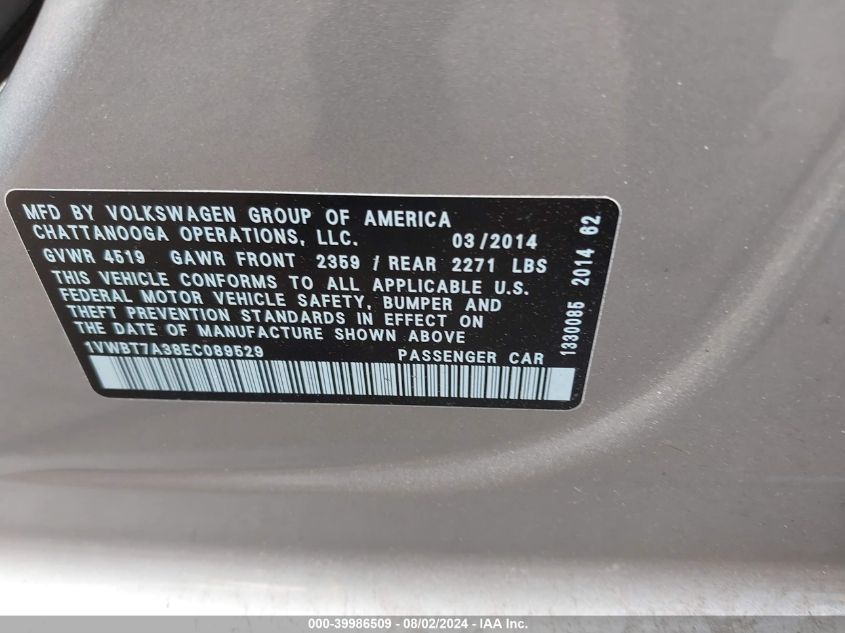 MFD BY VOLKSWAGEN GROUP OF AMERICA
CHATTANOOGA OPERATIONS, LLC. 03/2014
GVWR 4519 GAWR FRONT 2359 / REAR 2271 LBS
THIS VEHICLE CONFORMS TO ALL APPLICABLE U.S.
FEDERAL MOTOR VEHICLE SAFETY, BUMPER AND
THEFT PREVENTION STANDARDS IN EFFECT ON
THE DATE OF MANUFACTURE SHOWN ABOVE
1VWBT7A38EC089529 PASSENGER CAR
1330085 2014 62
000-39986509 - 08/02/2024 - IAA Inc.